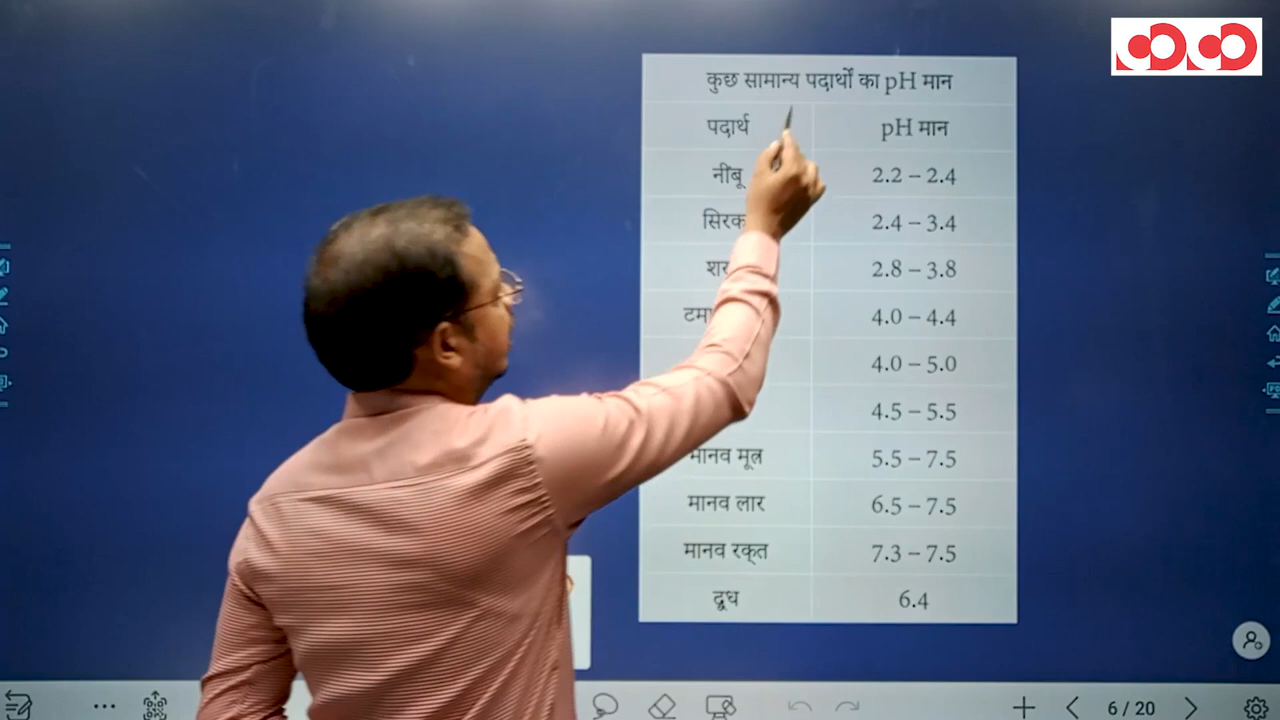 कुछ सामान्य पदार्थों का pH मान
पदार्थ pH मान
नींबू 2.2 – 2.4
2.4 – 3.4
2.8 – 3.8
4.0 – 4.4
4.0 – 5.0
4.5 – 5.5
मानव मूत्र 5.5 – 7.5
मानव लार 6.5 – 7.5
मानव रक्त 7.3 – 7.5
दूध 6.4
6 / 20